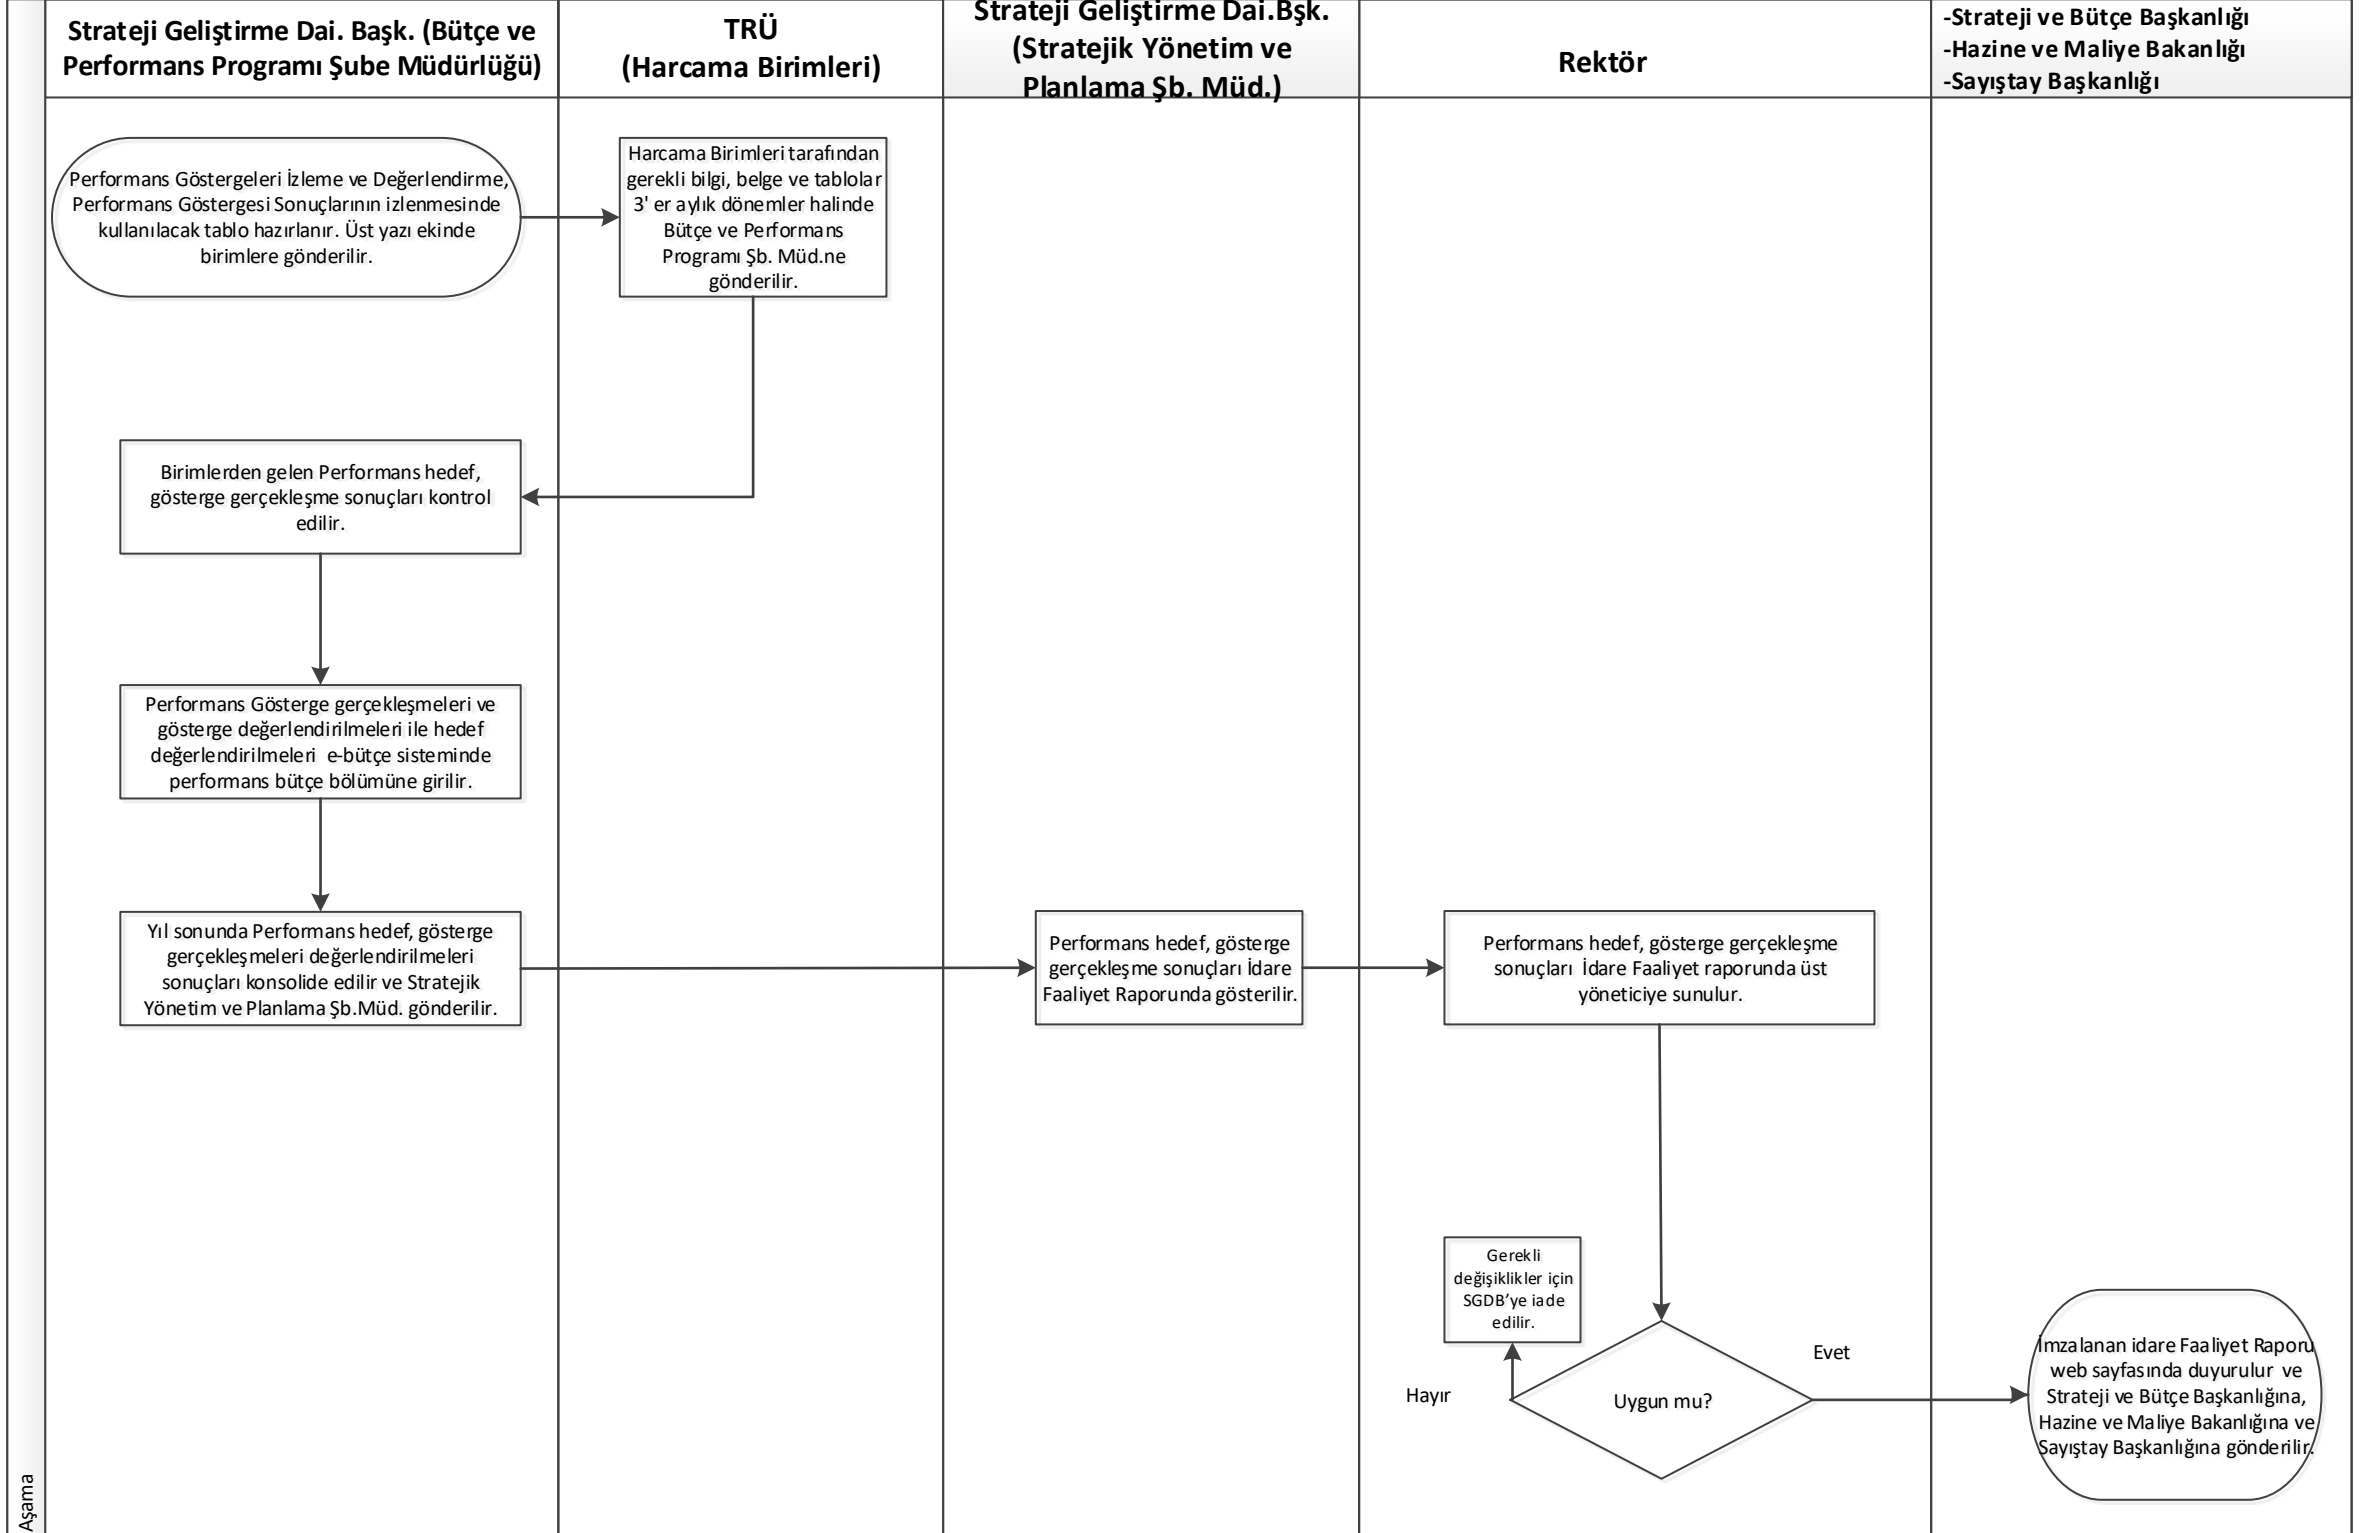 Strateji Geliştirme Dai. Başk. (Bütçe ve
Performans Programı Şube Müdürlüğü)
TRÜ
(Harcama Birimleri)
Strateji Geliştirme Dai.Bşk.
(Stratejik Yönetim ve
Planlama Şb. Müd.)
Rektör
-Strateji ve Bütçe Başkanlığı
-Hazine ve Maliye Bakanlığı
-Sayıştay Başkanlığı
Performans Göstergeleri İzleme ve Değerlendirme,
Performans Göstergesi Sonuçlarının izlenmesinde
kullanılacak tablo hazırlanır. Üst yazı ekinde
birimlere gönderilir.
Harcama Birimleri tarafından
gerekli bilgi, belge ve tablolar
3' er aylık dönemler halinde
Bütçe ve Performans
Programı Şb. Müd.ne
gönderilir.
Birimlerden gelen Performans hedef,
gösterge gerçekleşme sonuçları kontrol
edilir.
Performans Gösterge gerçekleşmeleri ve
gösterge değerlendirilmeleri ile hedef
değerlendirilmeleri e-bütçe sisteminde
performans bütçe bölümüne girilir.
Yıl sonunda Performans hedef, gösterge
gerçekleşmeleri değerlendirilmeleri
sonuçları konsolide edilir ve Stratejik
Yönetim ve Planlama Şb.Müd. gönderilir.
Performans hedef, gösterge
gerçekleşme sonuçları İdare
Faaliyet Raporunda gösterilir.
Performans hedef, gösterge gerçekleşme
sonuçları İdare Faaliyet raporunda üst
yöneticiye sunulur.
Gerekli
değişiklikler için
SGDB’ye iade
edilir.
Hayır
Uygun mu?
Evet
İmzalanan idare Faaliyet Raporu
web sayfasında duyurulur ve
Strateji ve Bütçe Başkanlığına,
Hazine ve Maliye Bakanlığına ve
Sayıştay Başkanlığına gönderilir.
Aşama